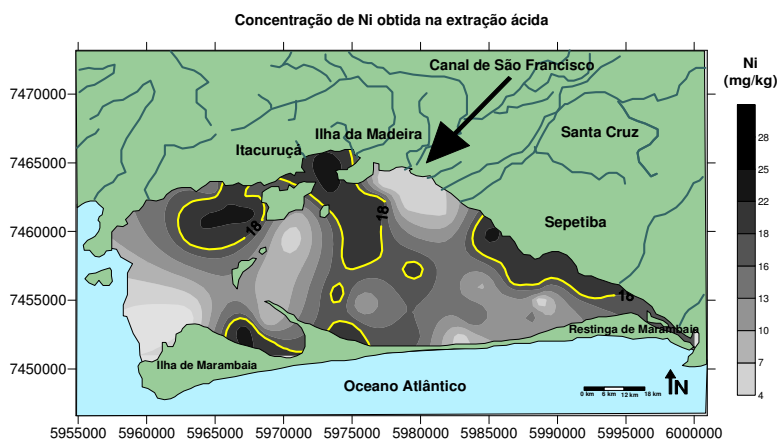 Concentração de Ni obtida na extração ácida
Canal de São Francisco
Ni
(mg/kg)
7470000
Ilha da Madeira
Santa Cruz
Itacuruçá
28
7465000
25
22
Sepetiba
18
18
18
7460000
18
16
7455000
13
18
10
Restinga de Marambaia
7
Ilha de Marambaia
7450000
4
Oceano Atlântico
N
0 km 6 km 12 km 18 km
5955000 5960000 5965000 5970000 5975000 5980000 5985000 5990000 5995000 6000000